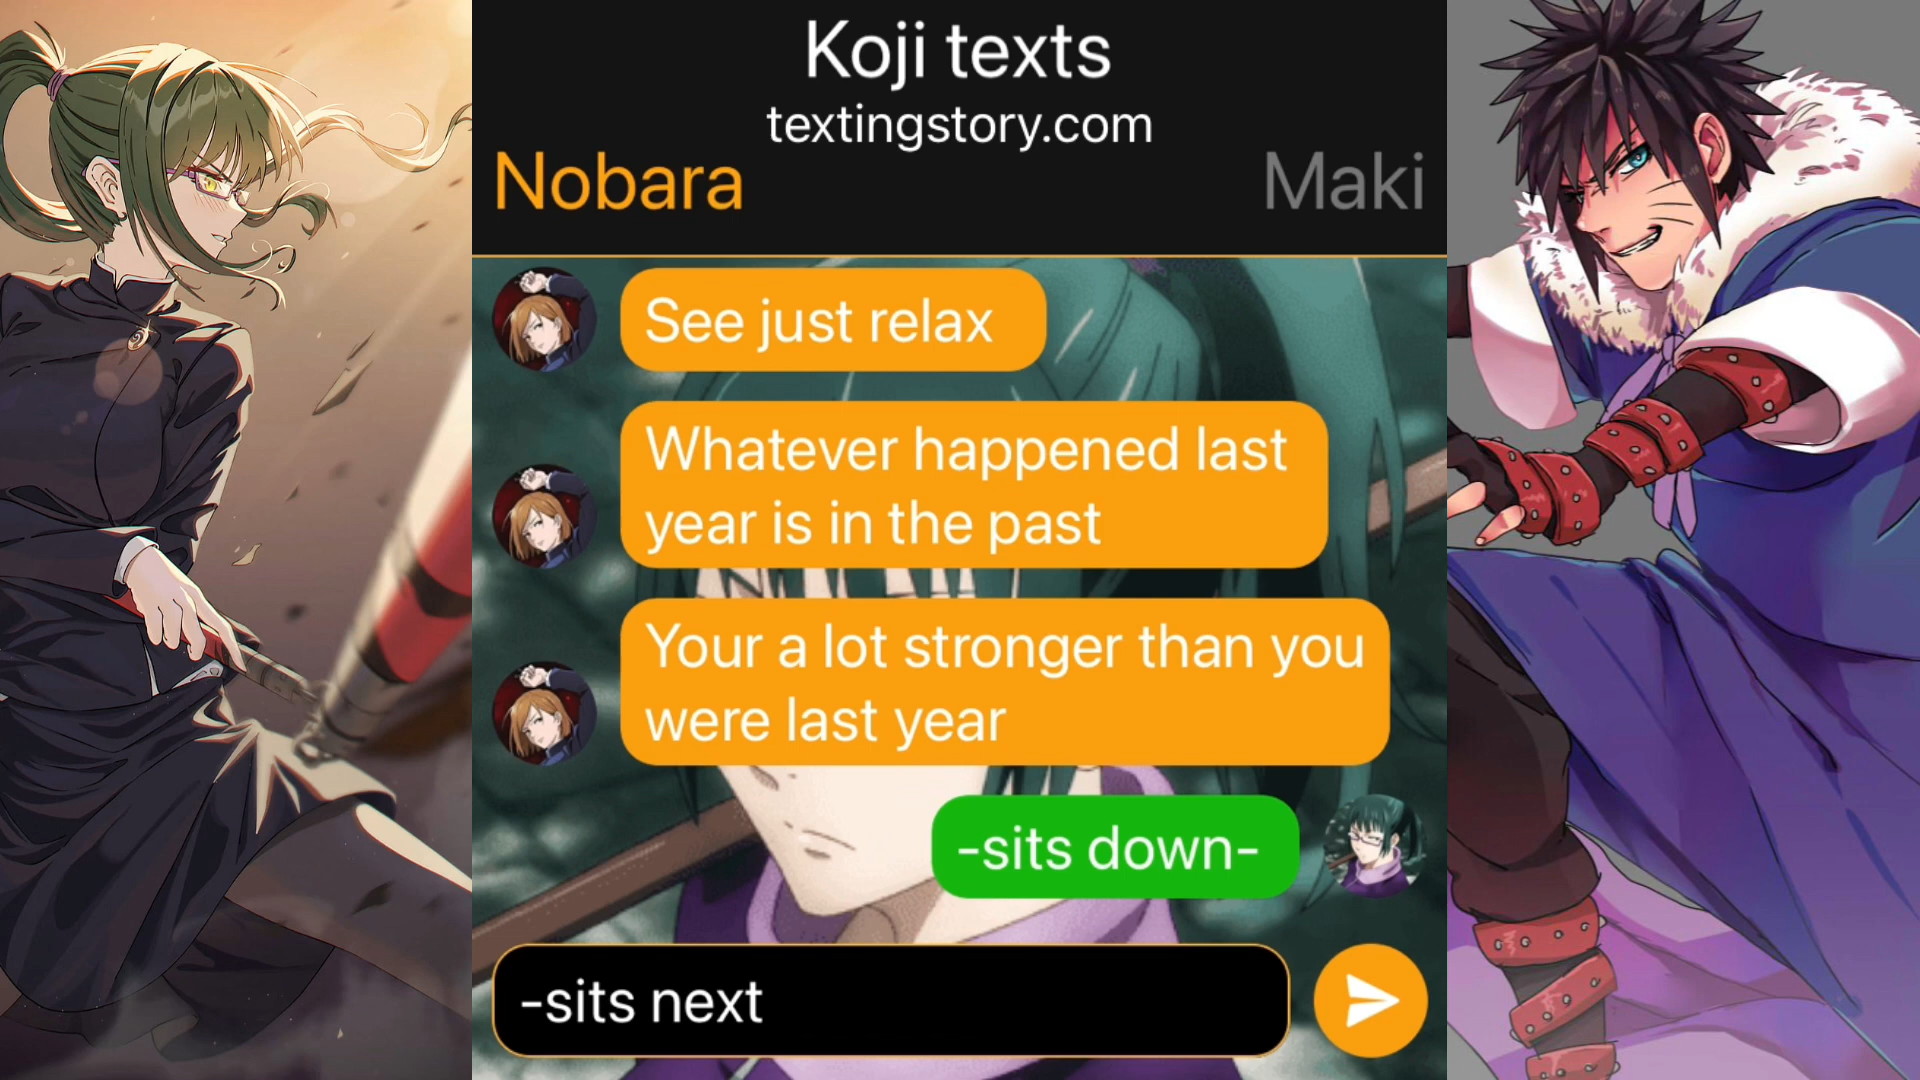 Koji texts
textingstory.com
Nobara
Maki
See just relax
Whatever happened last
year is in the past
Your a lot stronger than you
were last year
-sits down-
-sits next